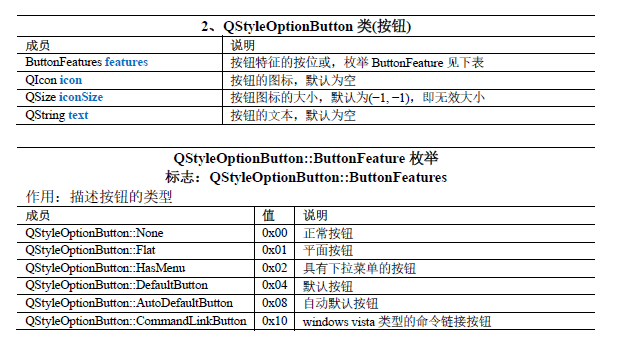 2、QStyleOptionButton 类(按钮)
成员 说明
ButtonFeatures features 按钮特征的按位或，枚举 ButtonFeature 见下表
QIcon icon 按钮的图标，默认为空
QSize iconSize 按钮图标的大小，默认为(−1, −1)，即无效大小
QString text 按钮的文本，默认为空
QStyleOptionButton::ButtonFeature 枚举
标志：QStyleOptionButton::ButtonFeatures
作用：描述按钮的类型
成员 值 说明
QStyleOptionButton::None 0x00 正常按钮
QStyleOptionButton::Flat 0x01 平面按钮
QStyleOptionButton::HasMenu 0x02 具有下拉菜单的按钮
QStyleOptionButton::DefaultButton 0x04 默认按钮
QStyleOptionButton::AutoDefaultButton 0x08 自动默认按钮
QStyleOptionButton::CommandLinkButton 0x10 windows vista 类型的命令链接按钮